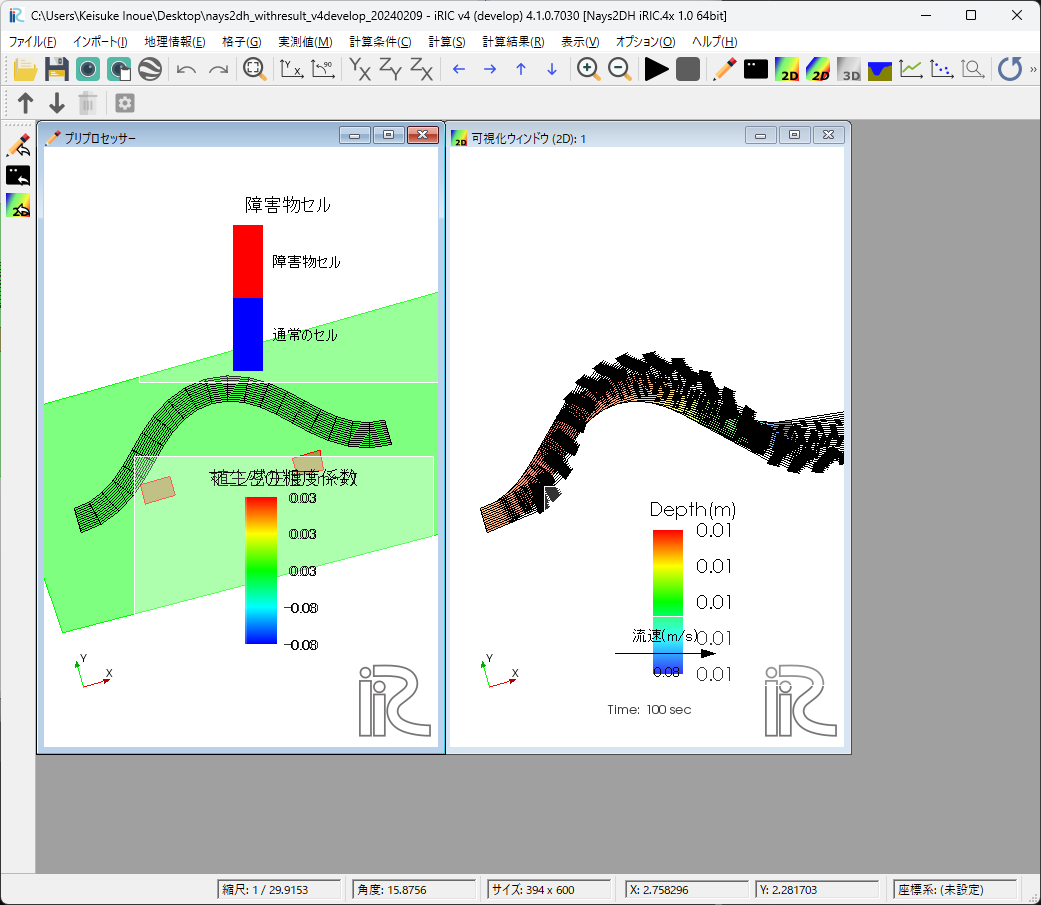 C:\Users\Keisuke Inoue\Desktop\nays2dh_withresult_v4develop_20240209 - iRIC v4 (develop) 4.1.0.7030 [Nays2DH iRIC.4x 1.0 64bit]
ファイル(F) インポート(I) 地理情報(E) 格子(G) 実測値(M) 計算条件(C) 計算(S) 計算結果(R) 表示(V) オプション(O) ヘルプ(H)
プリプロセッサー
障害物セル
障害物セル
通常のセル
0.03
0.03
0.03
-0.08
-0.08
Y
X
iRIC
可視化ウィンドウ (2D): 1
Depth(m)
0.01
0.01
0.01
0.01
0.01
流速(m/s)
0.08
Time: 100 sec
Y
X
iRIC
縮尺: 1 / 29.9153
角度: 15.8756
サイズ: 394 x 600
X: 2.758296
Y: 2.281703
座標系: (未設定)